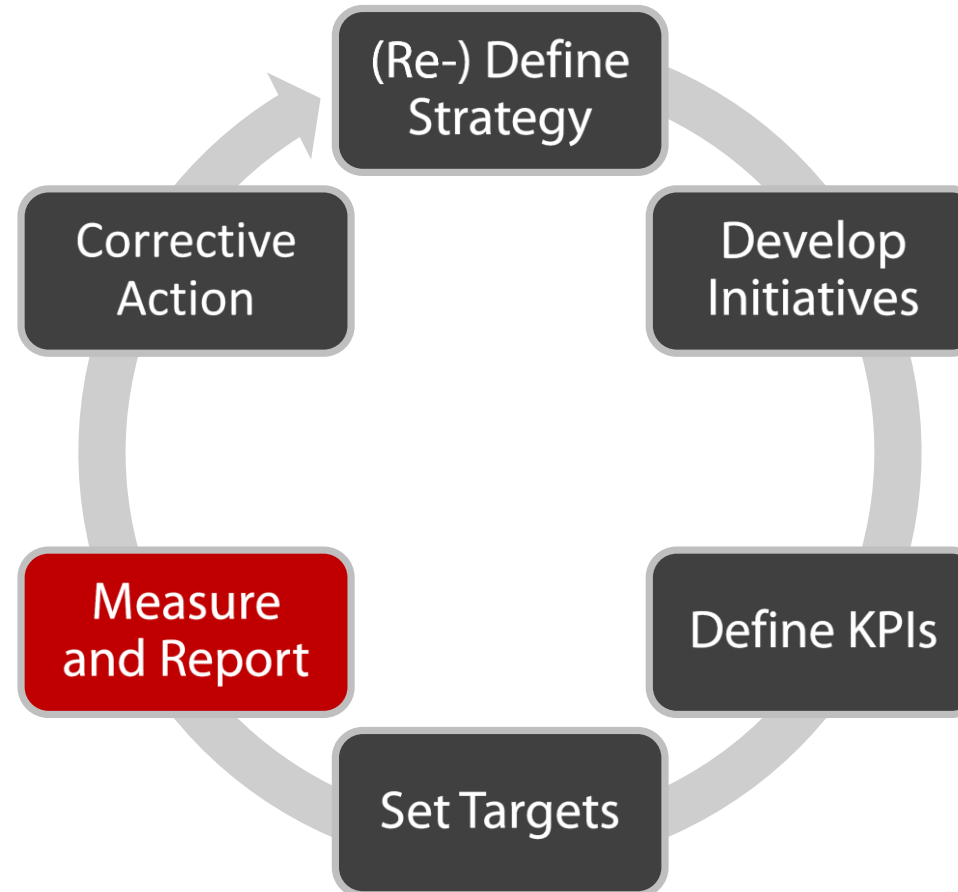 (Re-) Define
Strategy
Develop
Initiatives
Define KPIs
Set Targets
Measure
and Report
Corrective
Action